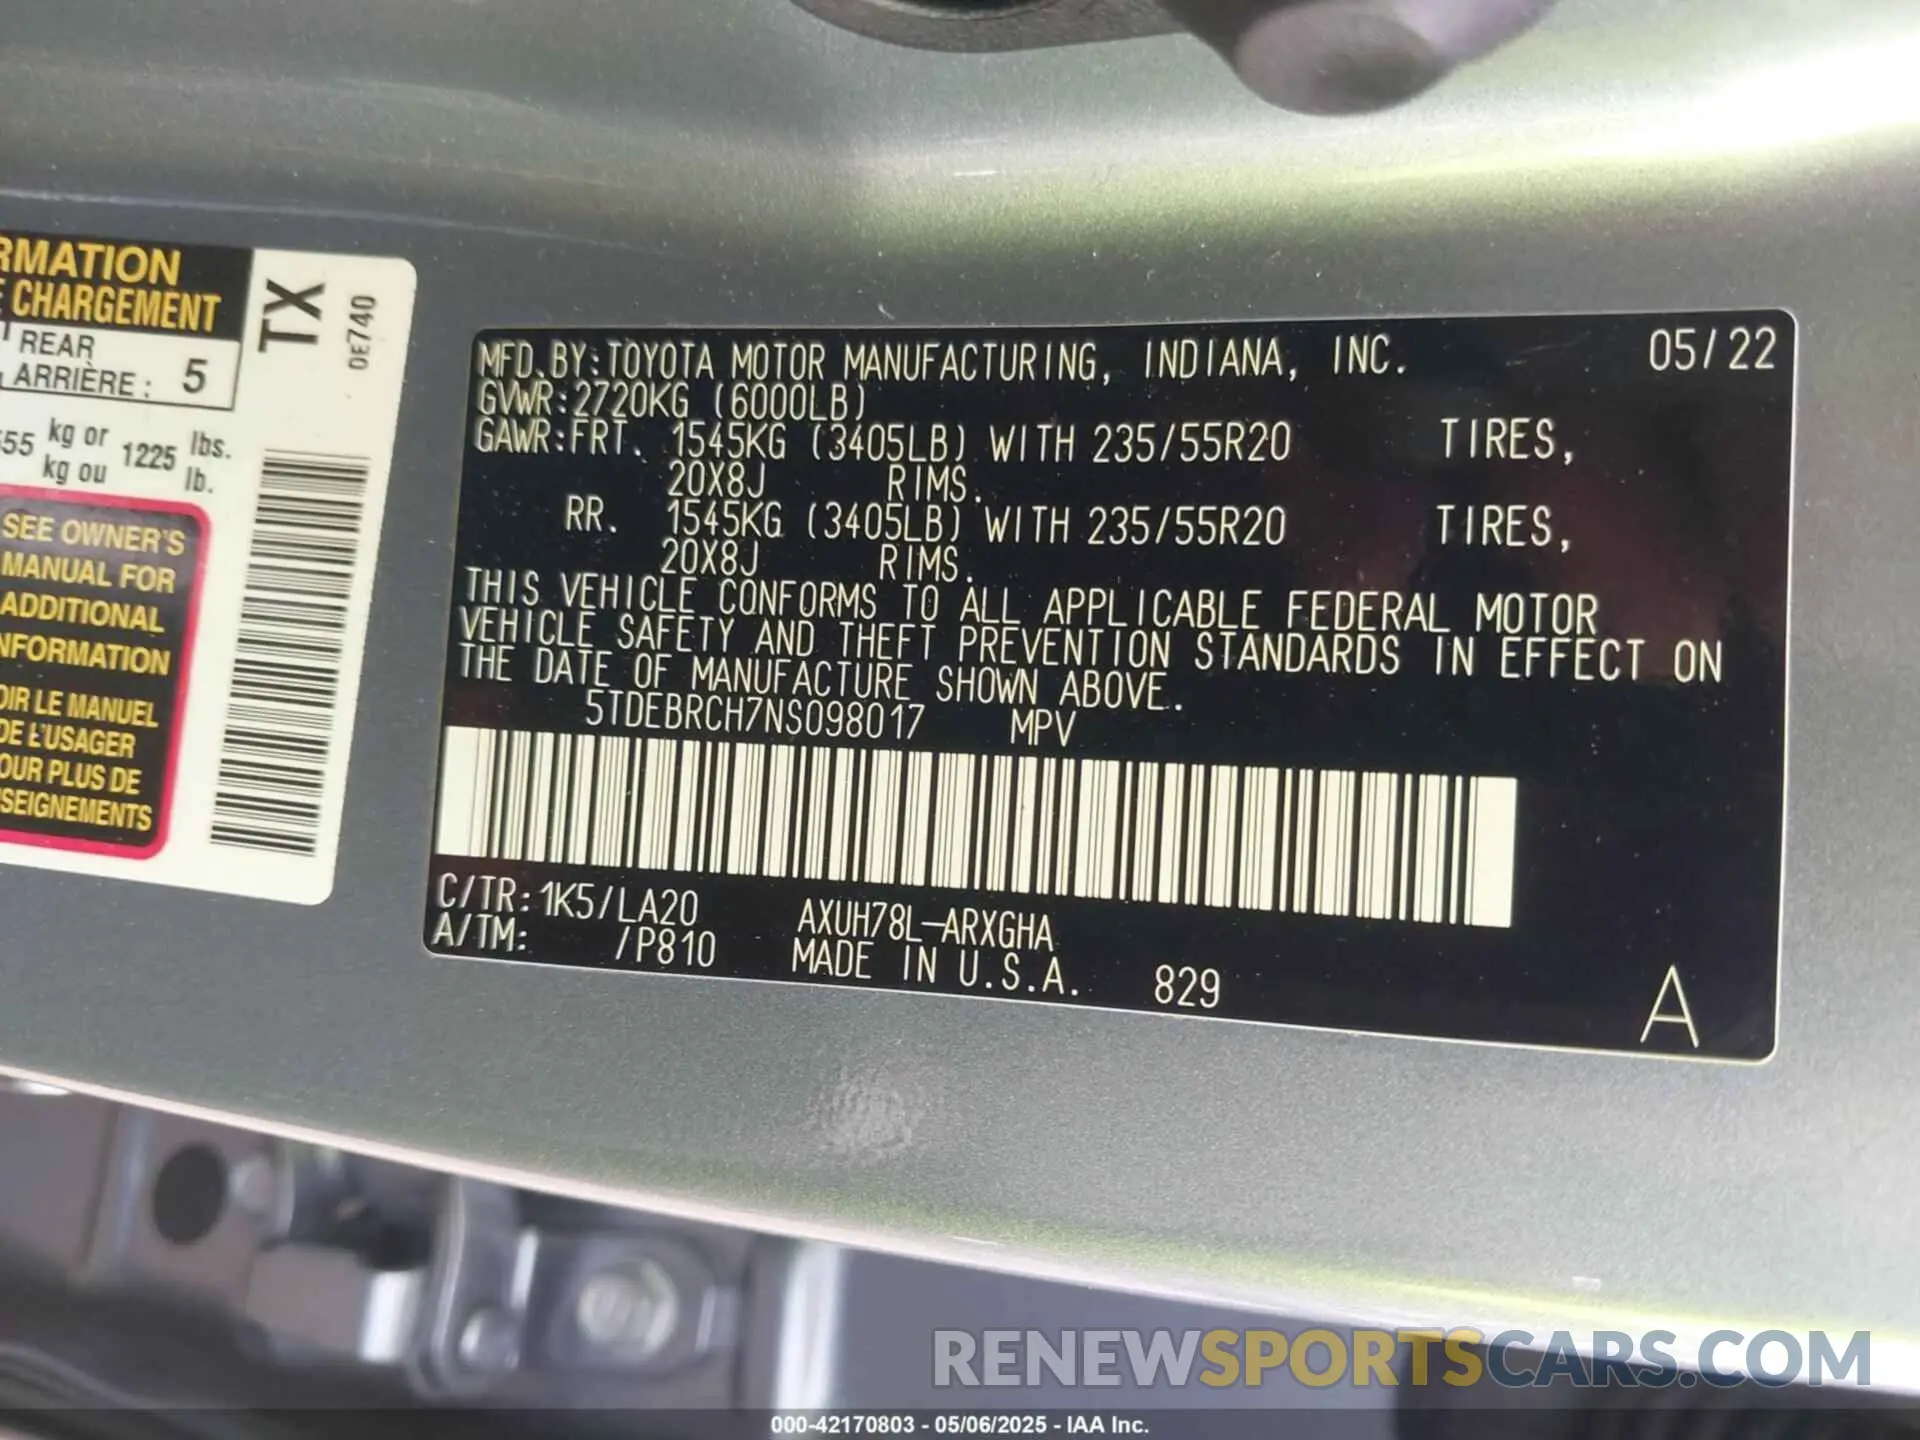 RMATION
E CHARGEMENT
REAR
ARRIÈRE : 5
555 kg or 1225 lbs.
kg ou lb.
SEE OWNER'S
MANUAL FOR
ADDITIONAL
NFORMATION
OIR LE MANUEL
DE L'USAGER
OUR PLUS DE
SEIGNEMENTS
TX
0E740
MFD.BY:TOYOTA MOTOR MANUFACTURING, INDIANA, INC. 05/22
GVWR:2720KG (6000LB)
GAWR:FRT. 1545KG (3405LB) WITH 235/55R20 TIRES,
20X8J RIMS.
RR. 1545KG (3405LB) WITH 235/55R20 TIRES,
20X8J RIMS.
THIS VEHICLE CONFORMS TO ALL APPLICABLE FEDERAL MOTOR
VEHICLE SAFETY AND THEFT PREVENTION STANDARDS IN EFFECT ON
THE DATE OF MANUFACTURE SHOWN ABOVE.
5TDEBRCH7NS098017 MPV
C/TR:1K5/LA20 AXUH78L-ARXGHA
A/TM: /P810 MADE IN U.S.A. 829
A
RENEWSPORTSCARS.COM
000-42170803 - 05/06/2025 - IAA Inc.